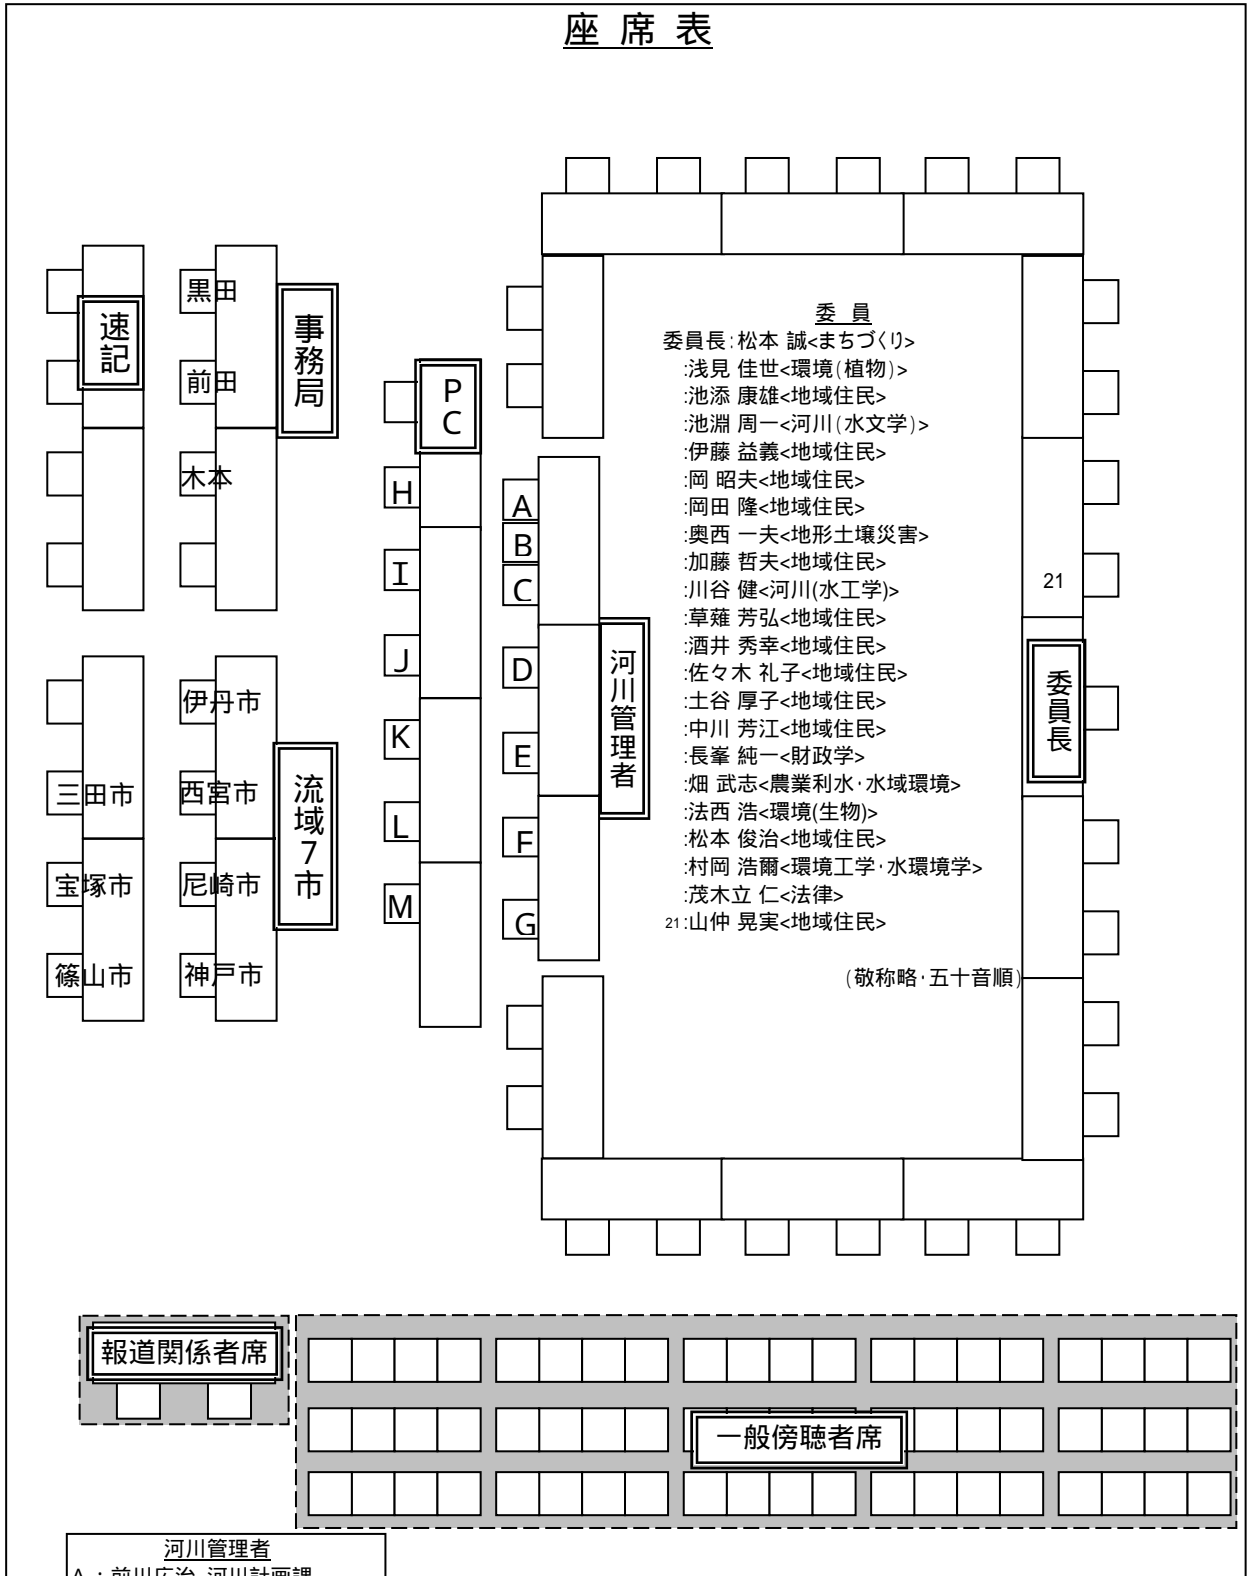 座 席 表
速記
黒田
前田
木本
事務局
PC
H
I
J
K
L
M
A
B
C
D
E
F
G
河川管理者
委 員
委員長:松本 誠<まちづくり>
:浅見 佳世<環境(植物)>
:池添 康雄<地域住民>
:池淵 周一<河川(水文学)>
:伊藤 益義<地域住民>
:岡 昭夫<地域住民>
:岡田 隆<地域住民>
:奥西 一夫<地形土壌災害>
:加藤 哲夫<地域住民>
:川谷 健<河川(水工学)>
:草薙 芳弘<地域住民>
:酒井 秀幸<地域住民>
:佐々木 礼子<地域住民>
:土谷 厚子<地域住民>
:中川 芳江<地域住民>
:長峯 純一<財政学>
:畑 武志<農業利水・水域環境>
:法西 浩<環境(生物)>
:松本 俊治<地域住民>
:村岡 浩爾<環境工学・水環境学>
:茂木立 仁<法律>
21:山仲 晃実<地域住民>
(敬称略・五十音順)
21
委員長
伊丹市
三田市
西宮市
宝塚市
尼崎市
篠山市
神戸市
流域7市
報道関係者席
一般傍聴者席
河川管理者
A:前川広治 河川計画課